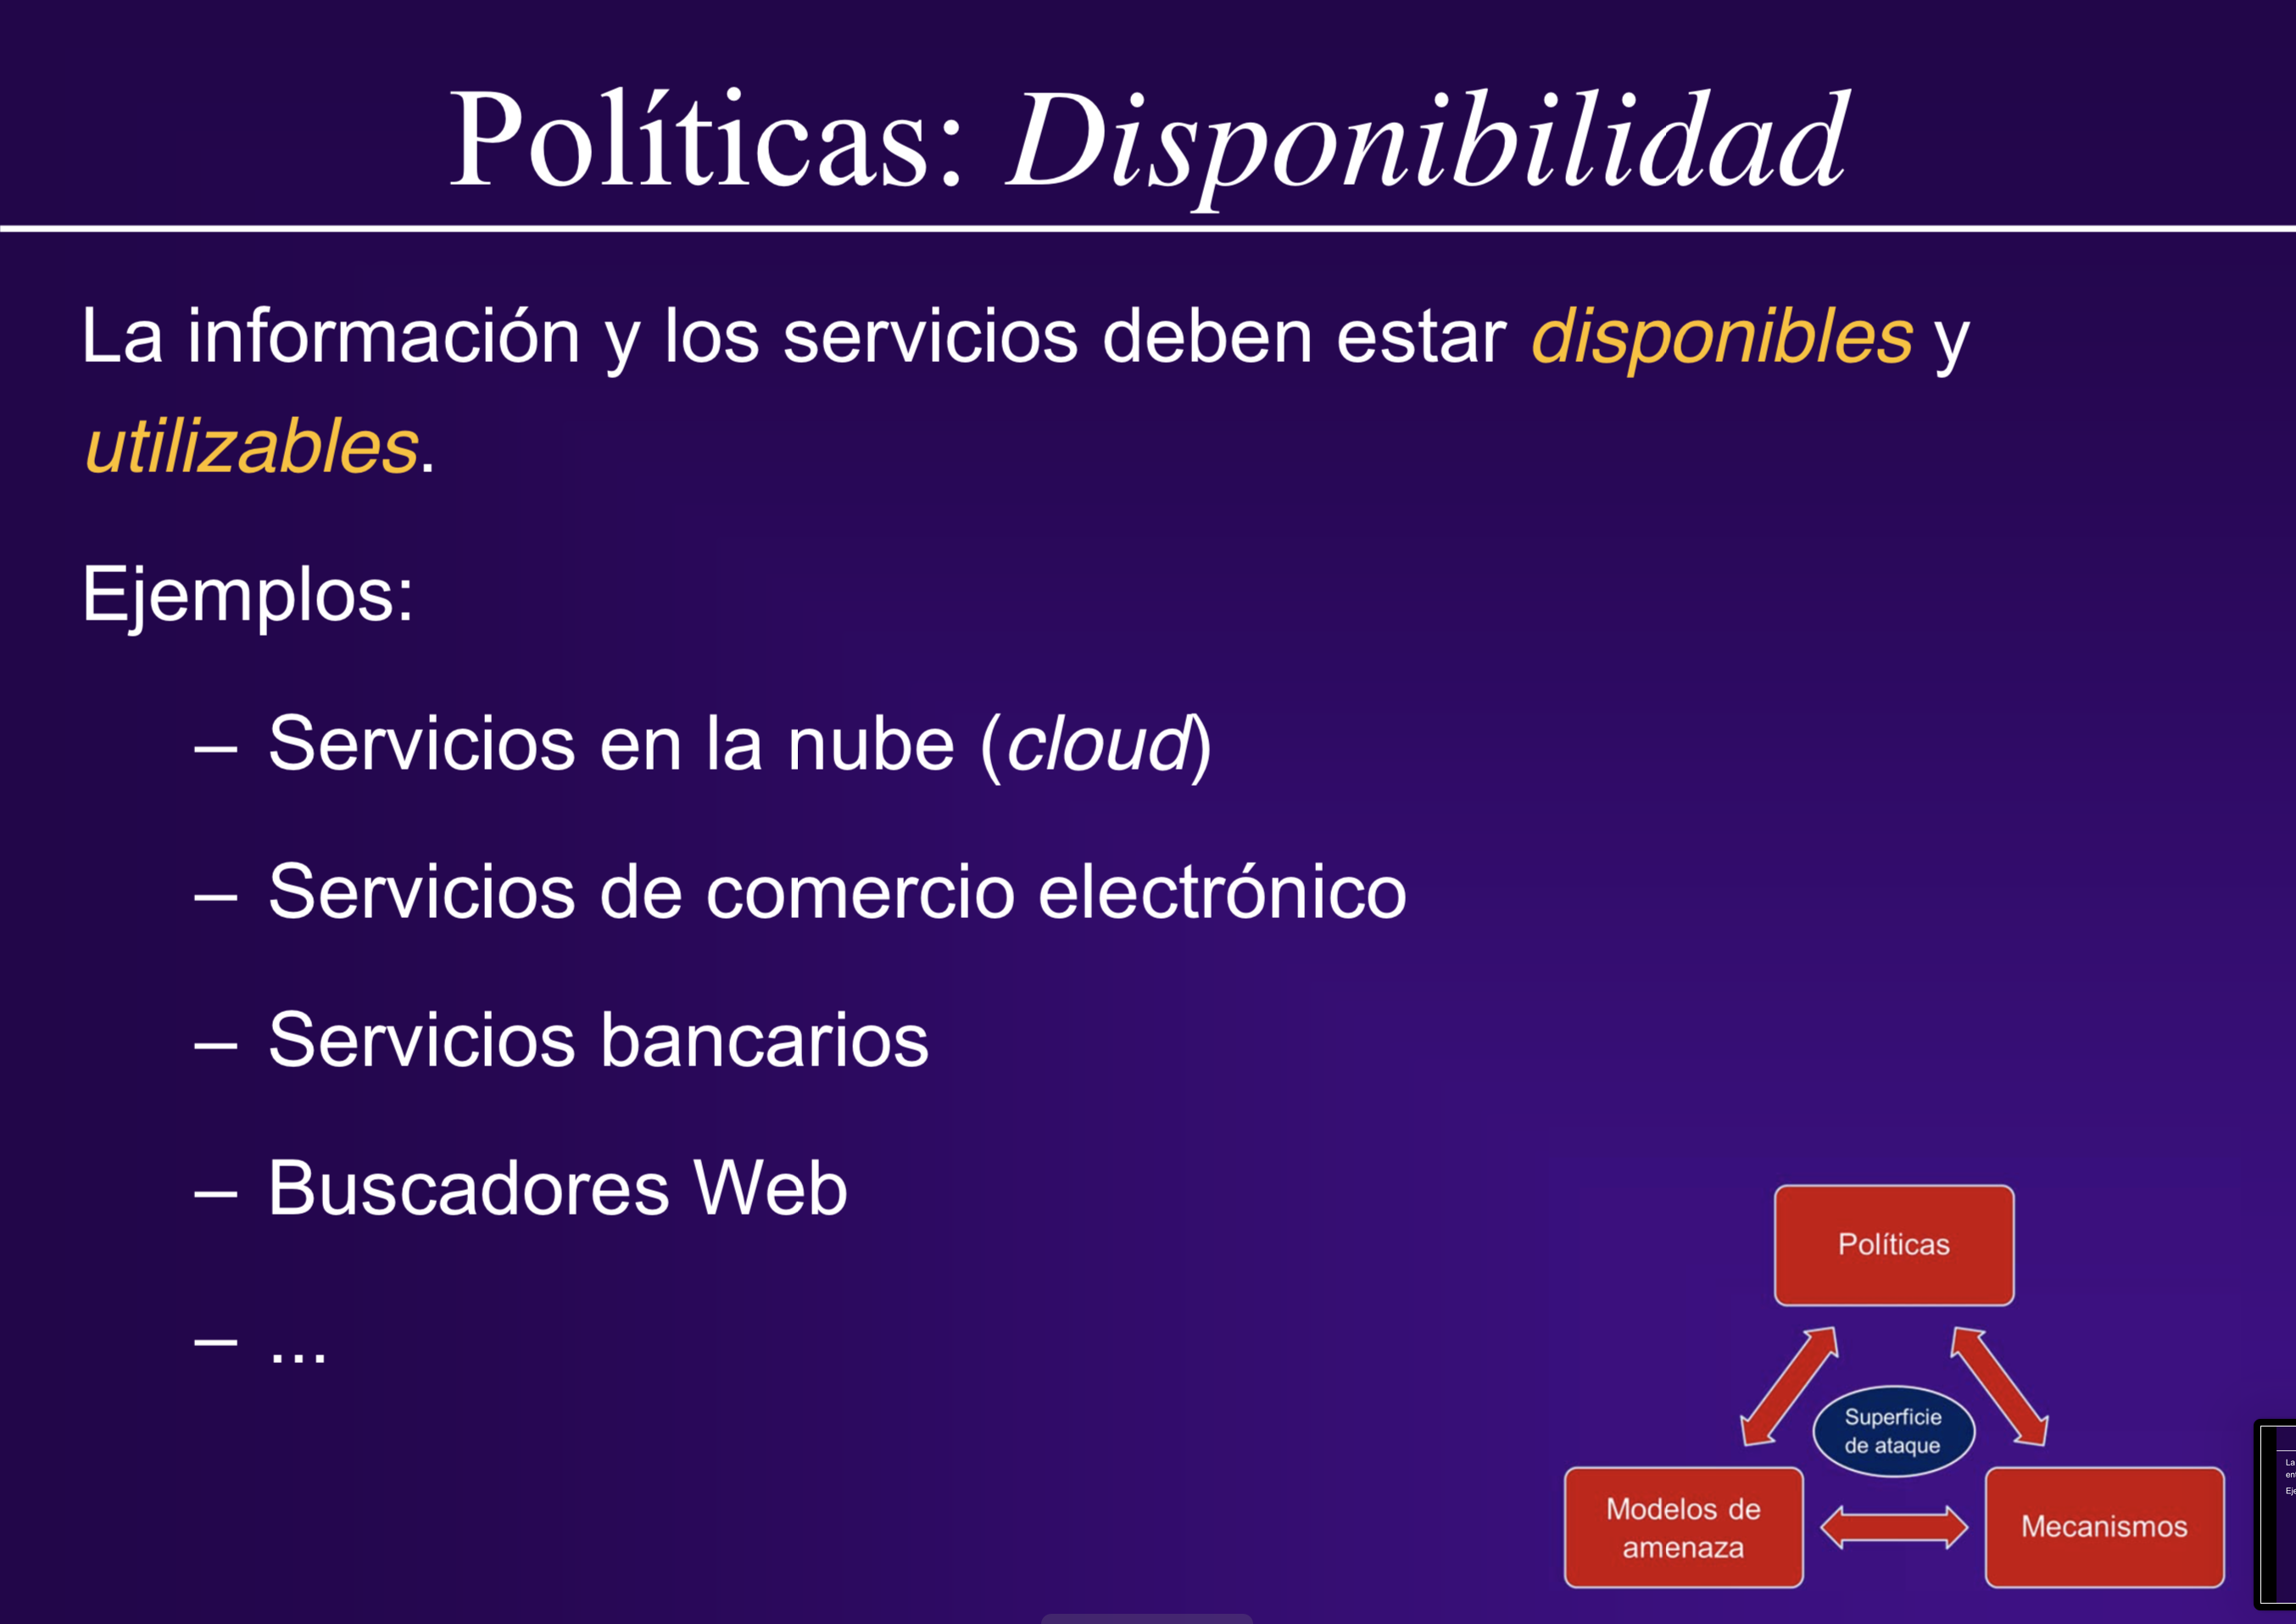 Políticas: Disponibilidad
La información y los servicios deben estar disponibles y
utilizables.
Ejemplos:
– Servicios en la nube (cloud)
– Servicios de comercio electrónico
– Servicios bancarios
– Buscadores Web
– ...
Políticas
Superficie
de ataque
Modelos de
amenaza
Mecanismos
La